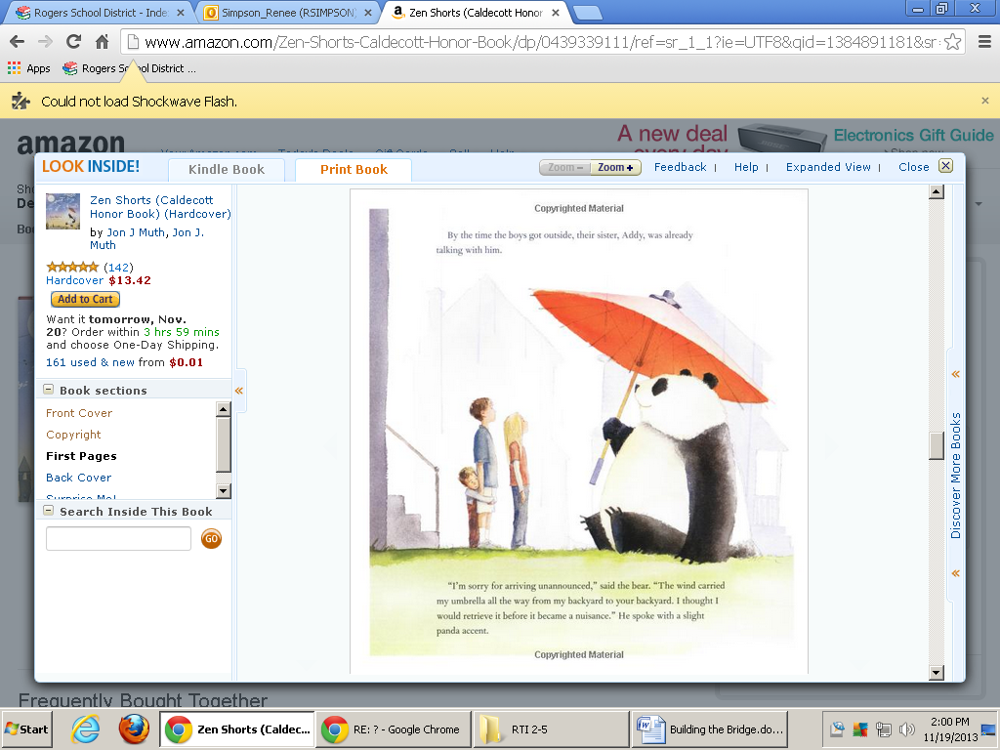 Rogers School District - Inde
Simpson_Renee (RSIMPSON
Zen Shorts (Caldecott Honor
www.amazon.com/Zen-Shorts-Caldecott-Honor-Book/dp/0439339111/ref=sr_1_1?ie=UTF8&qid=1384891181&sr
Apps
Rogers School District ...
Could not load Shockwave Flash.
amazon
A new deal
every day
Electronics Gift Guide
LOOK INSIDE!
Kindle Book
Print Book
Zoom −
Zoom +
Feedback |
Help |
Expanded View |
Close
Zen Shorts (Caldecott
Honor Book) (Hardcover)
by Jon J Muth, Jon J.
Muth
(142)
Hardcover $13.42
Add to Cart
Want it tomorrow, Nov.
20? Order within 3 hrs 59 mins
and choose One-Day Shipping.
161 used & new from $0.01
Book sections
Front Cover
Copyright
First Pages
Back Cover
Surprise Me!
Search Inside This Book
GO
Copyrighted Material
By the time the boys got outside, their sister, Addy, was already
talking with him.
“I’m sorry for arriving unannounced,” said the bear. “The wind carried
my umbrella all the way from my backyard to your backyard. I thought I
would retrieve it before it became a nuisance.” He spoke with a slight
panda accent.
Copyrighted Material
Discover More Books
Frequently Bought Together
Start
Zen Shorts (Caldec...
RE: ? - Google Chrome
RTI 2-5
Building the Bridge.do...
2:00 PM
11/19/2013